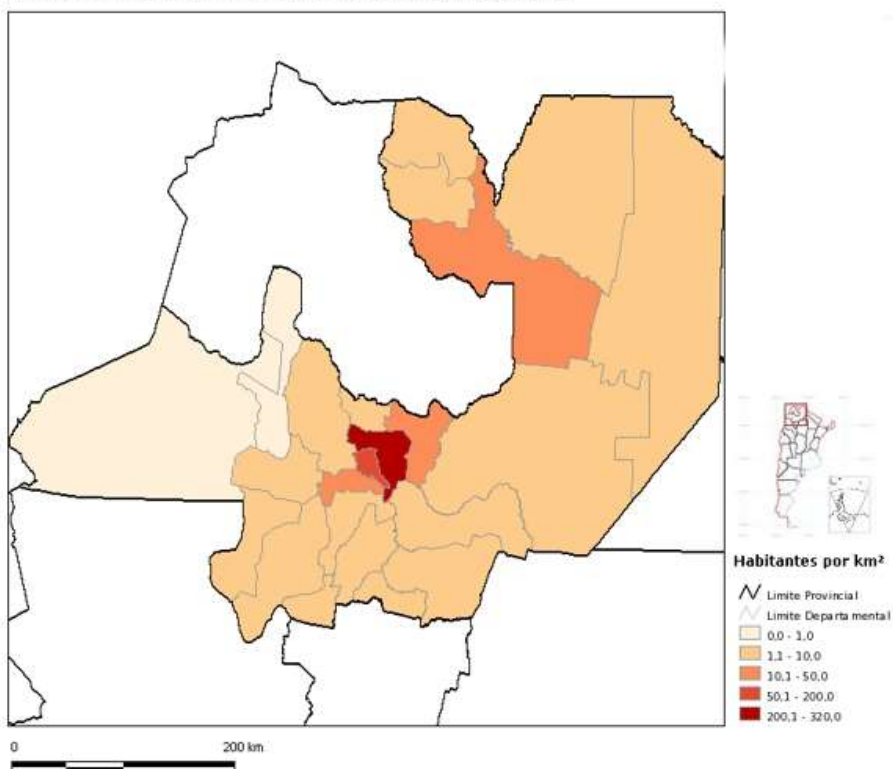 Habitantes por km²
Limite Provincial
Limite Departamental
0,0 - 1,0
1,1 - 10,0
10,1 - 50,0
50,1 - 200,0
200,1 - 320,0
0 200 km